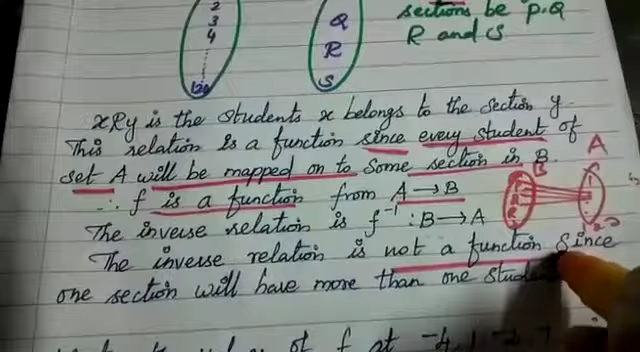 sections be P.Q
R and S
2
3
4
120
Q
R
S
xRy is the students x belongs to the section y.
This relation is a function since every student of
set A will be mapped on to some section in B.
∴ f is a function from A → B
The inverse relation is f⁻¹ : B → A
The inverse relation is not a function Since
one section will have more than one
B
A